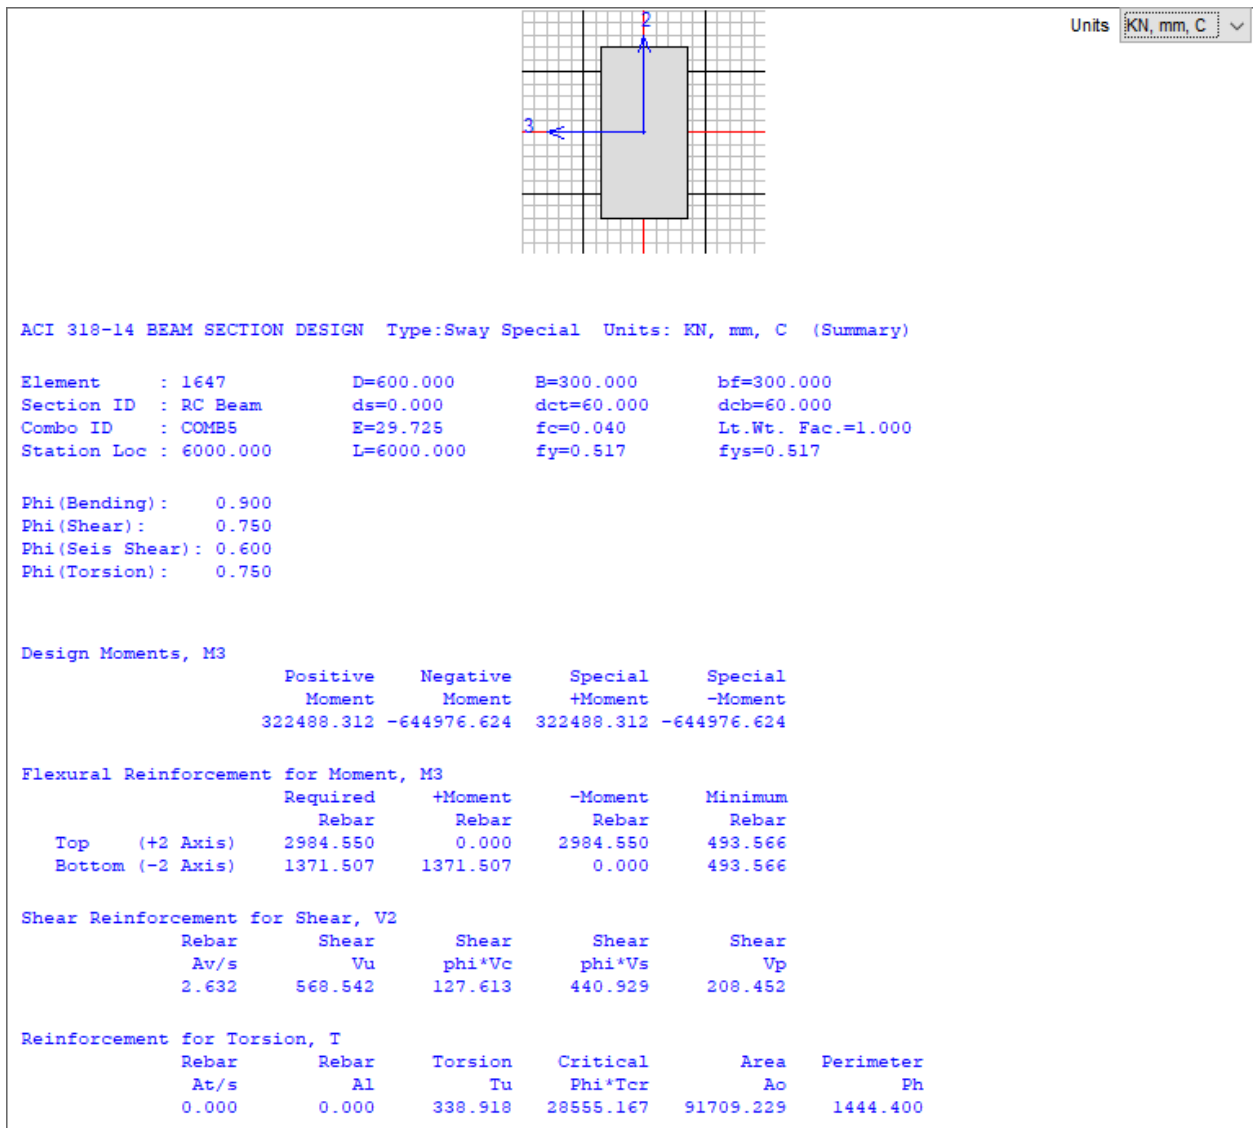 2
Units KN, mm, C
3
ACI 318-14 BEAM SECTION DESIGN Type:Sway Special Units: KN, mm, C (Summary)
Element : 1647 D=600.000 B=300.000 bf=300.000
Section ID : RC Beam ds=0.000 dct=60.000 dcb=60.000
Combo ID : COMB5 E=29.725 fc=0.040 Lt.Wt. Fac.=1.000
Station Loc : 6000.000 L=6000.000 fy=0.517 fys=0.517
Phi(Bending): 0.900
Phi(Shear): 0.750
Phi(Seis Shear): 0.600
Phi(Torsion): 0.750
Design Moments, M3
Positive Negative Special Special
Moment Moment +Moment -Moment
322488.312 -644976.624 322488.312 -644976.624
Flexural Reinforcement for Moment, M3
Required +Moment -Moment Minimum
Rebar Rebar Rebar Rebar
Top (+2 Axis) 2984.550 0.000 2984.550 493.566
Bottom (-2 Axis) 1371.507 1371.507 0.000 493.566
Shear Reinforcement for Shear, V2
Rebar Shear Shear Shear Shear
Av/s Vu phi*Vc phi*Vs Vp
2.632 568.542 127.613 440.929 208.452
Reinforcement for Torsion, T
Rebar Rebar Torsion Critical Area Perimeter
At/s Al Tu Phi*Tcr Ao Ph
0.000 0.000 338.918 28555.167 91709.229 1444.400